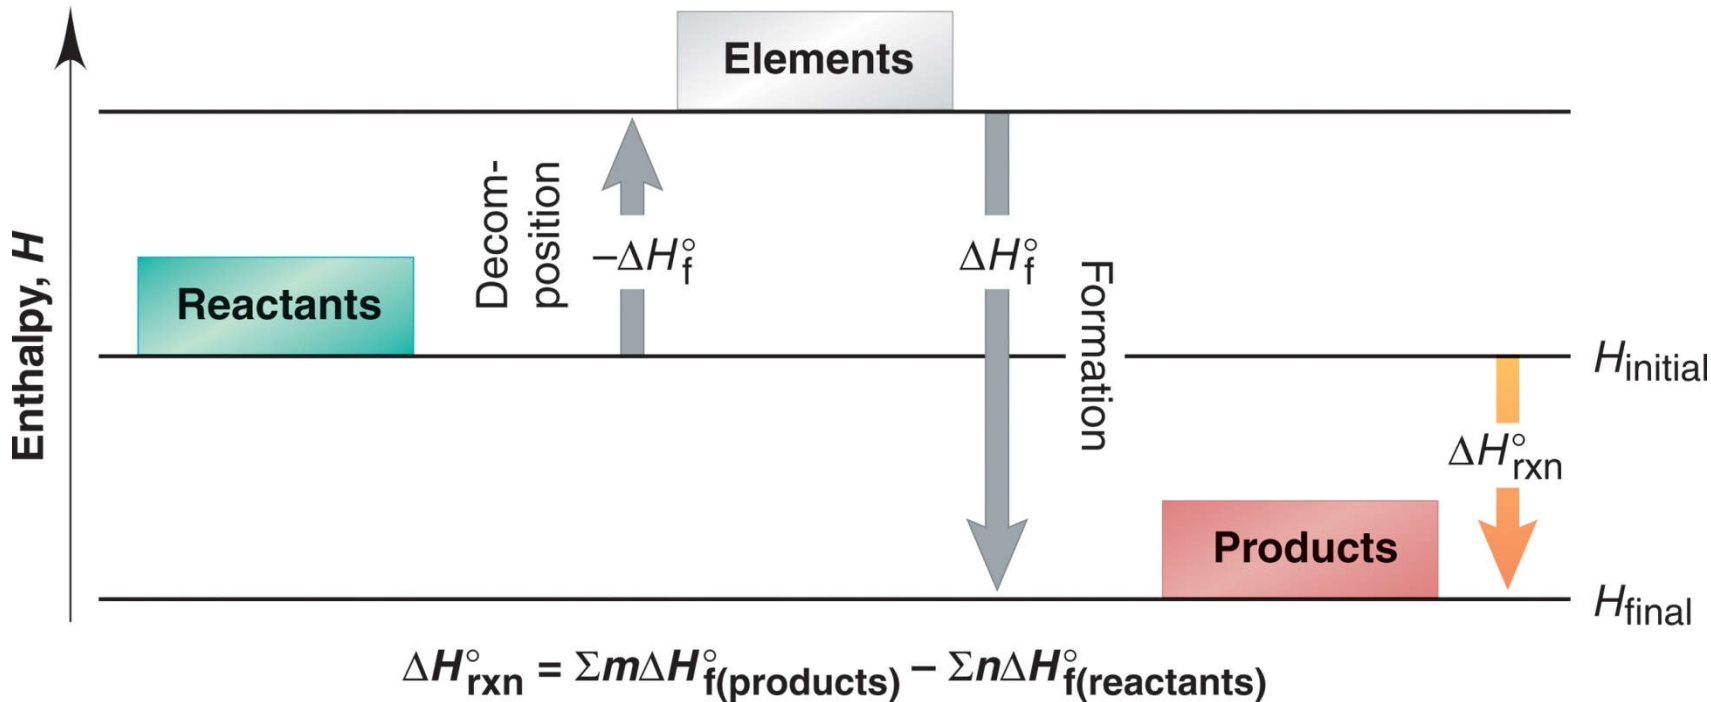 Elements
Decom-
position
−ΔH°f
ΔH°f
Formation
Reactants
Enthalpy, H
Hinitial
ΔH°rxn
Products
Hfinal
ΔH°rxn = ΣmΔH°f(products) − ΣnΔH°f(reactants)